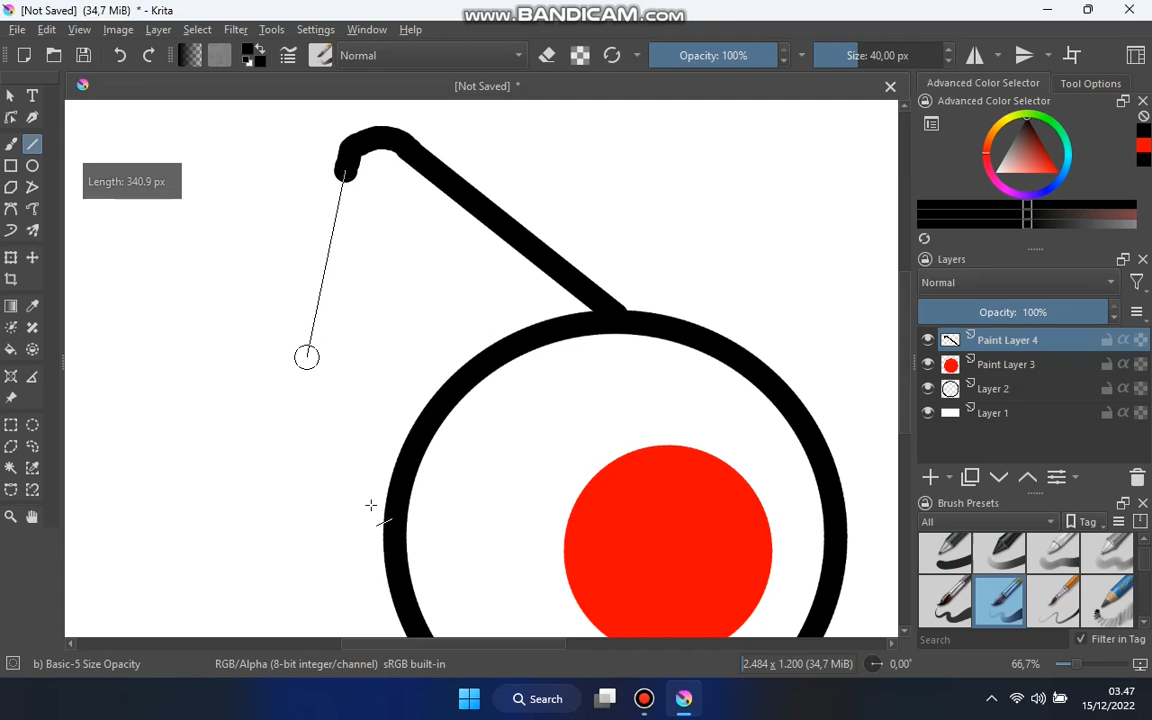 [Not Saved] (34,7 MiB) * - Krita
www.BANDICAM.com
File Edit View Image Layer Select Filter Tools Settings Window Help
Normal
Opacity: 100%
Size: 40,00 px
[Not Saved] *
Advanced Color Selector
Tool Options
Advanced Color Selector
Length: 340.9 px
Layers
Normal
Opacity: 100%
Paint Layer 4
Paint Layer 3
Layer 2
Layer 1
Brush Presets
All
Tag
Search
Filter in Tag
b) Basic-5 Size Opacity
RGB/Alpha (8-bit integer/channel) sRGB built-in
2.484 x 1.200 (34,7 MiB)
0,00°
66,7%
Search
03.47
15/12/2022